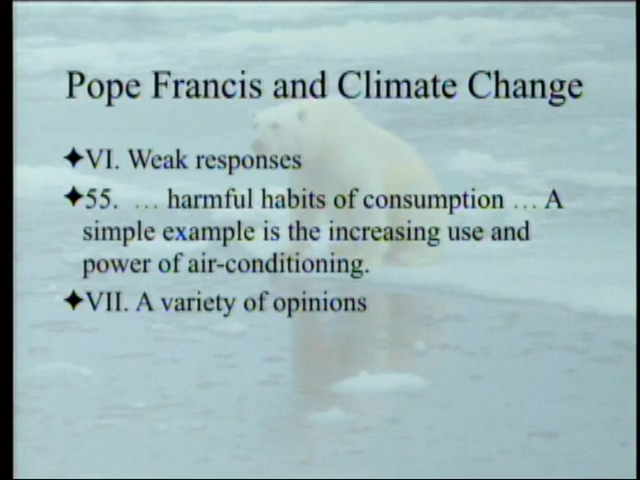 Pope Francis and Climate Change
✦VI. Weak responses
✦55. … harmful habits of consumption … A
simple example is the increasing use and
power of air-conditioning.
✦VII. A variety of opinions